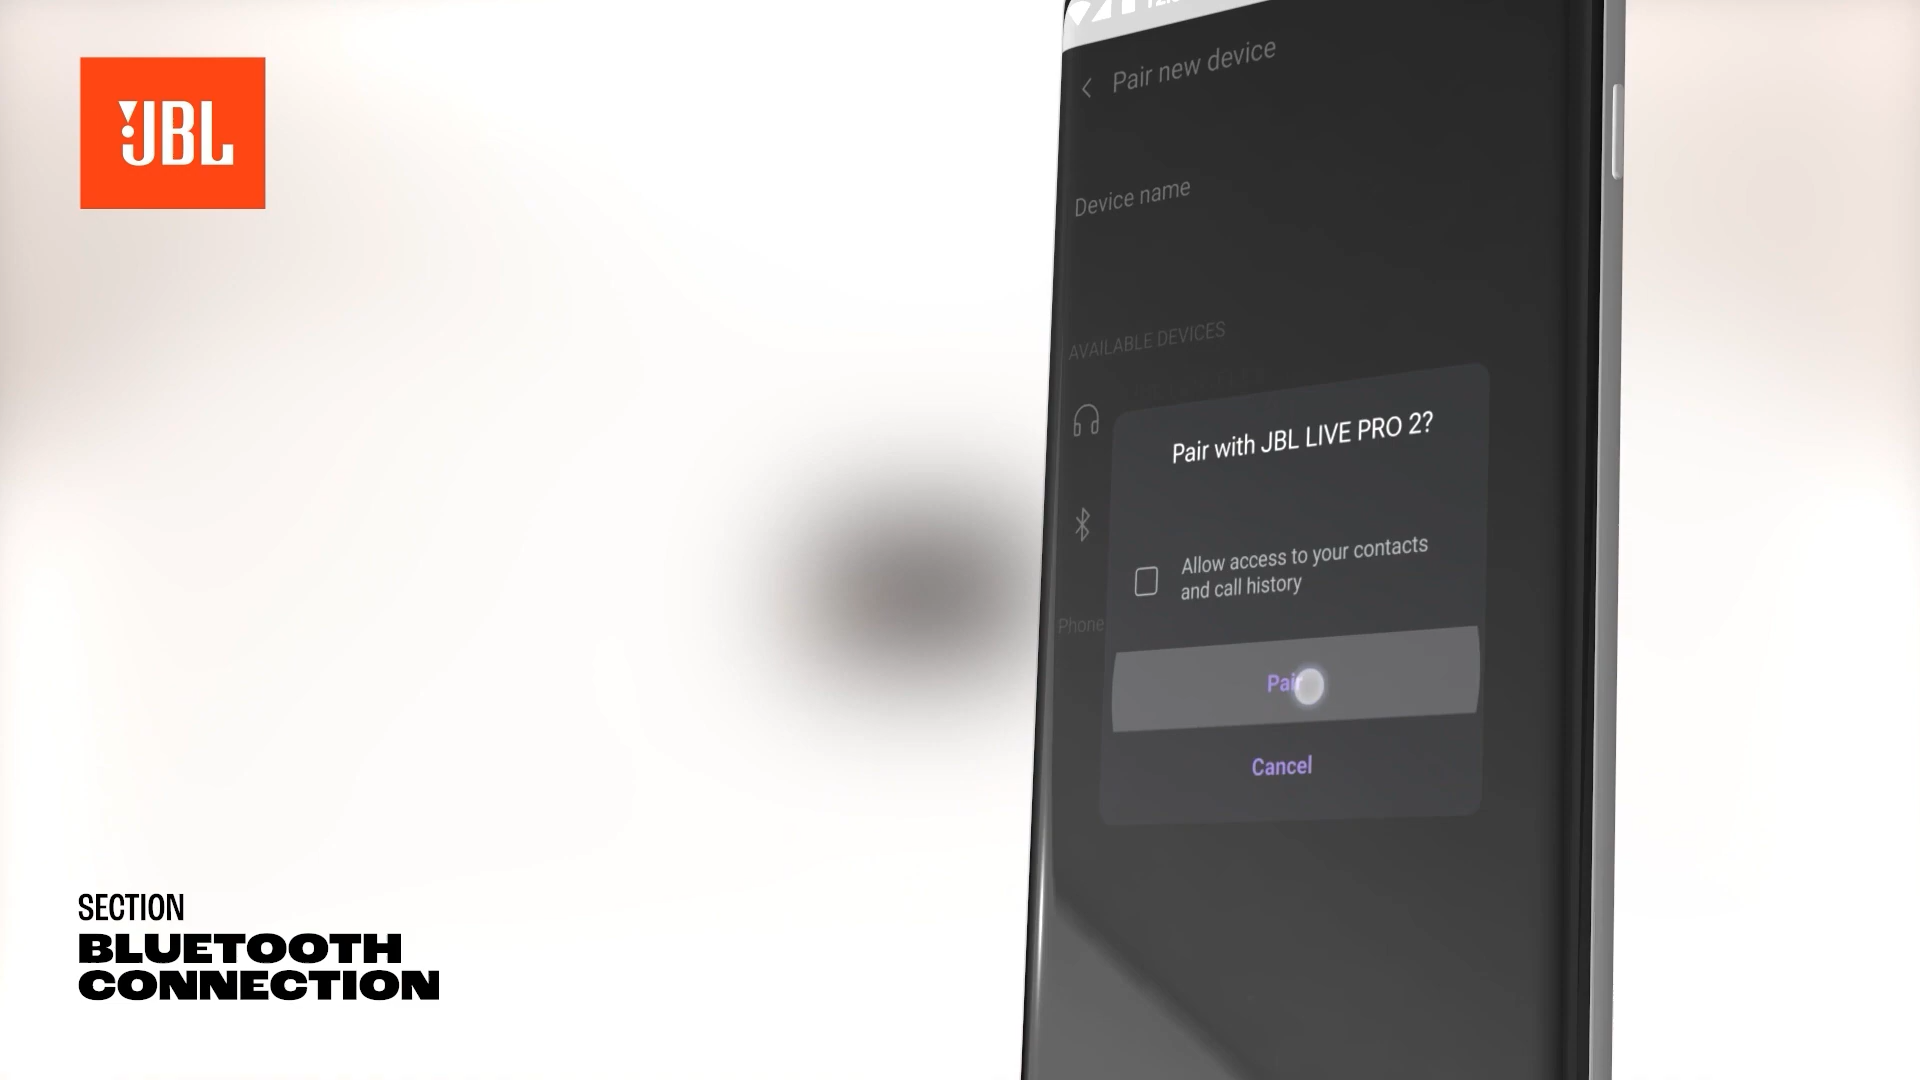 JBL
Pair new device
Device name
AVAILABLE DEVICES
Pair with JBL LIVE PRO 2?
Allow access to your contacts
and call history
Phone
Pair
Cancel
SECTION
BLUETOOTH
CONNECTION